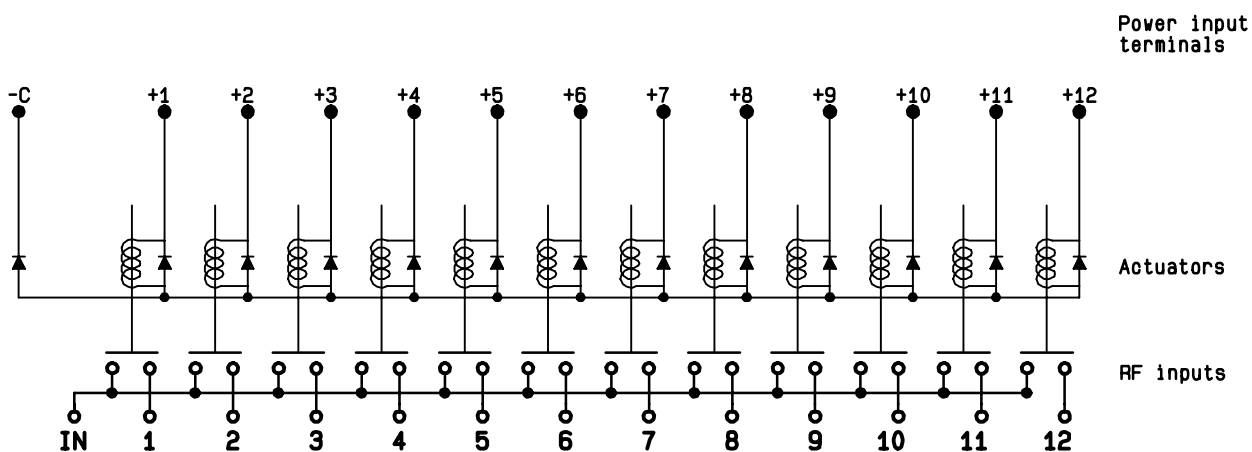 Power input
terminals
-C +1 +2 +3 +4 +5 +6 +7 +8 +9 +10 +11 +12
Actuators
RF inputs
IN 1 2 3 4 5 6 7 8 9 10 11 12